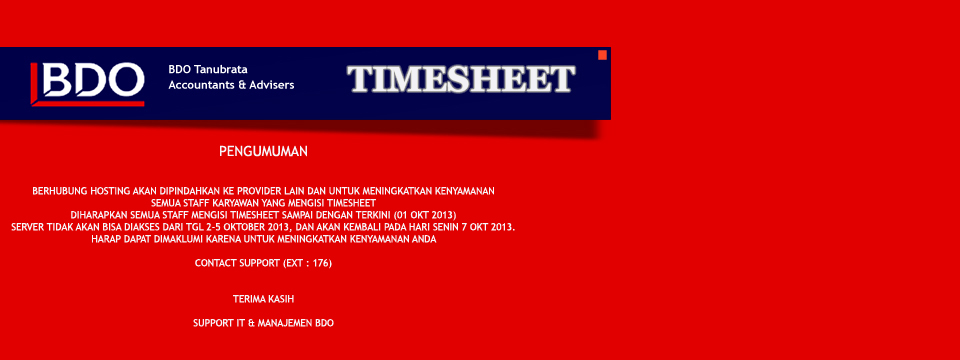 BDO
BDO Tanubrata
Accountants & Advisers
TIMESHEET
PENGUMUMAN
BERHUBUNG HOSTING AKAN DIPINDAHKAN KE PROVIDER LAIN DAN UNTUK MENINGKATKAN KENYAMANAN
SEMUA STAFF KARYAWAN YANG MENGISI TIMESHEET
DIHARAPKAN SEMUA STAFF MENGISI TIMESHEET SAMPAI DENGAN TERKINI (01 OKT 2013)
SERVER TIDAK AKAN BISA DIAKSES DARI TGL 2-5 OKTOBER 2013, DAN AKAN KEMBALI PADA HARI SENIN 7 OKT 2013.
HARAP DAPAT DIMAKLUMI KARENA UNTUK MENINGKATKAN KENYAMANAN ANDA
CONTACT SUPPORT (EXT : 176)
TERIMA KASIH
SUPPORT IT & MANAJEMEN BDO